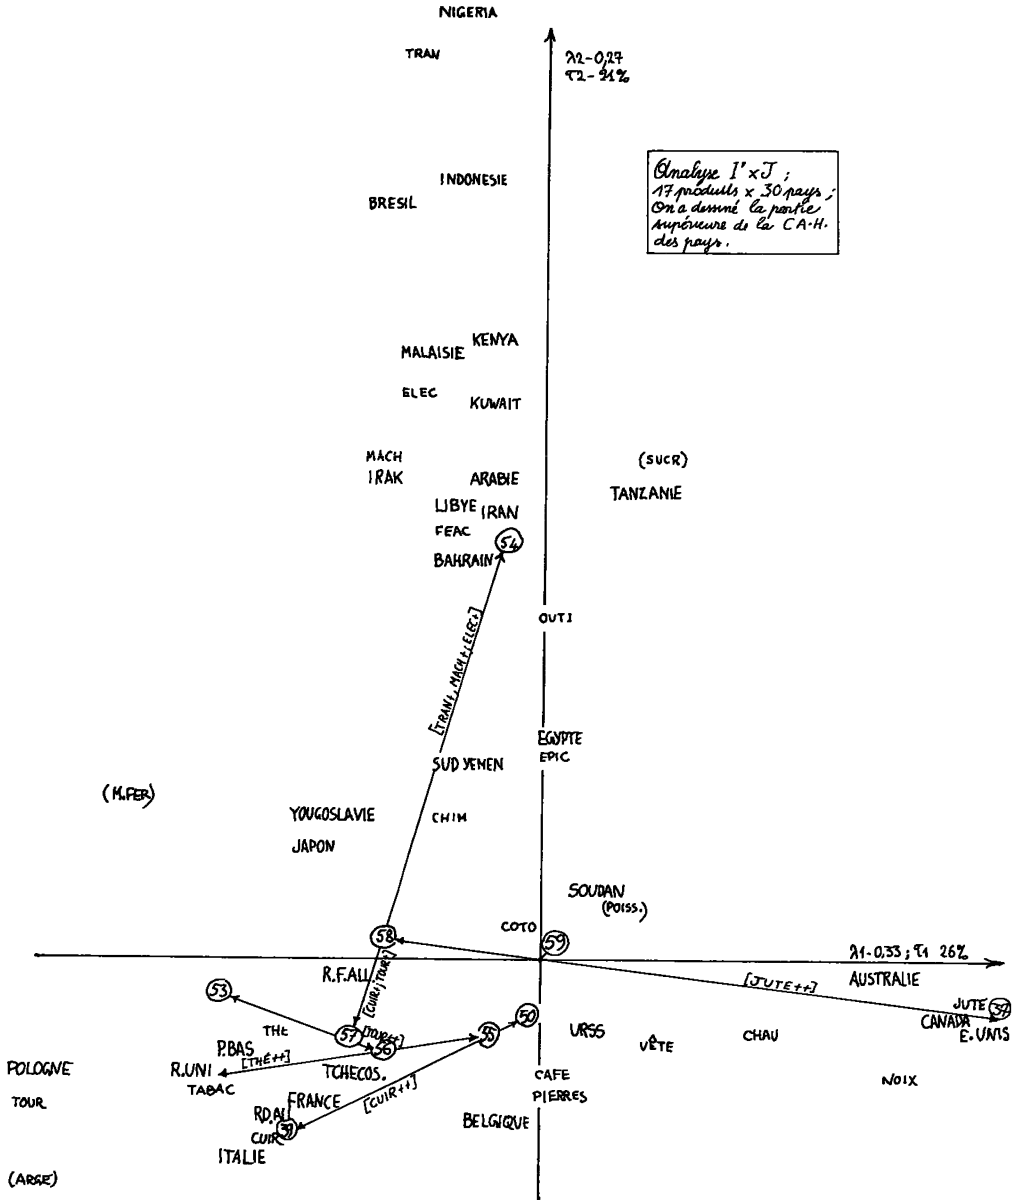 NIGERIA
TRAN
λ2-0,27
τ2-21%
Analyse I'×J ;
17 produits × 30 pays ;
On a dessiné la partie
supérieure de la C.A.H.
des pays.
INDONESIE
BRESIL
KENYA
MALAISIE
ELEC
KUWAIT
MACH
IRAK
ARABIE
(SUCR)
TANZANIE
LIBYE
IRAN
FEAC
54
BAHRAIN
OUTI
[TRAN+, MACH+, ELEC+]
EGYPTE
EPIC
SUD YEMEN
(M.FER)
YOUGOSLAVIE
CHIM
JAPON
SOUDAN
(POISS.)
COTO
59
58
λ1-0,33 ; τ1 26%
R.F.ALL
[CUIR+; TOUR+]
[JUTE++]
AUSTRALIE
53
JUTE
37
CANADA
E.UNIS
50
THE
57
[TOUR++]
55
URSS
VÊTE
CHAU
P.BAS
56
[THE++]
POLOGNE
R.UNI
TCHECOS.
CAFE
NOIX
TABAC
PIERRES
TOUR
FRANCE
[CUIR++]
RD.AL
39
BELGIQUE
CUIR
ITALIE
(ARGE)